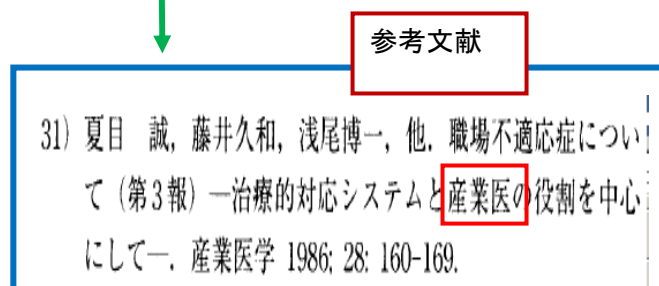 参考文献
31) 夏目　誠, 藤井久和, 浅尾博一, 他. 職場不適応症につい
て (第3報) ―治療的対応システムと産業医の役割を中心
にして―. 産業医学 1986; 28: 160-169.